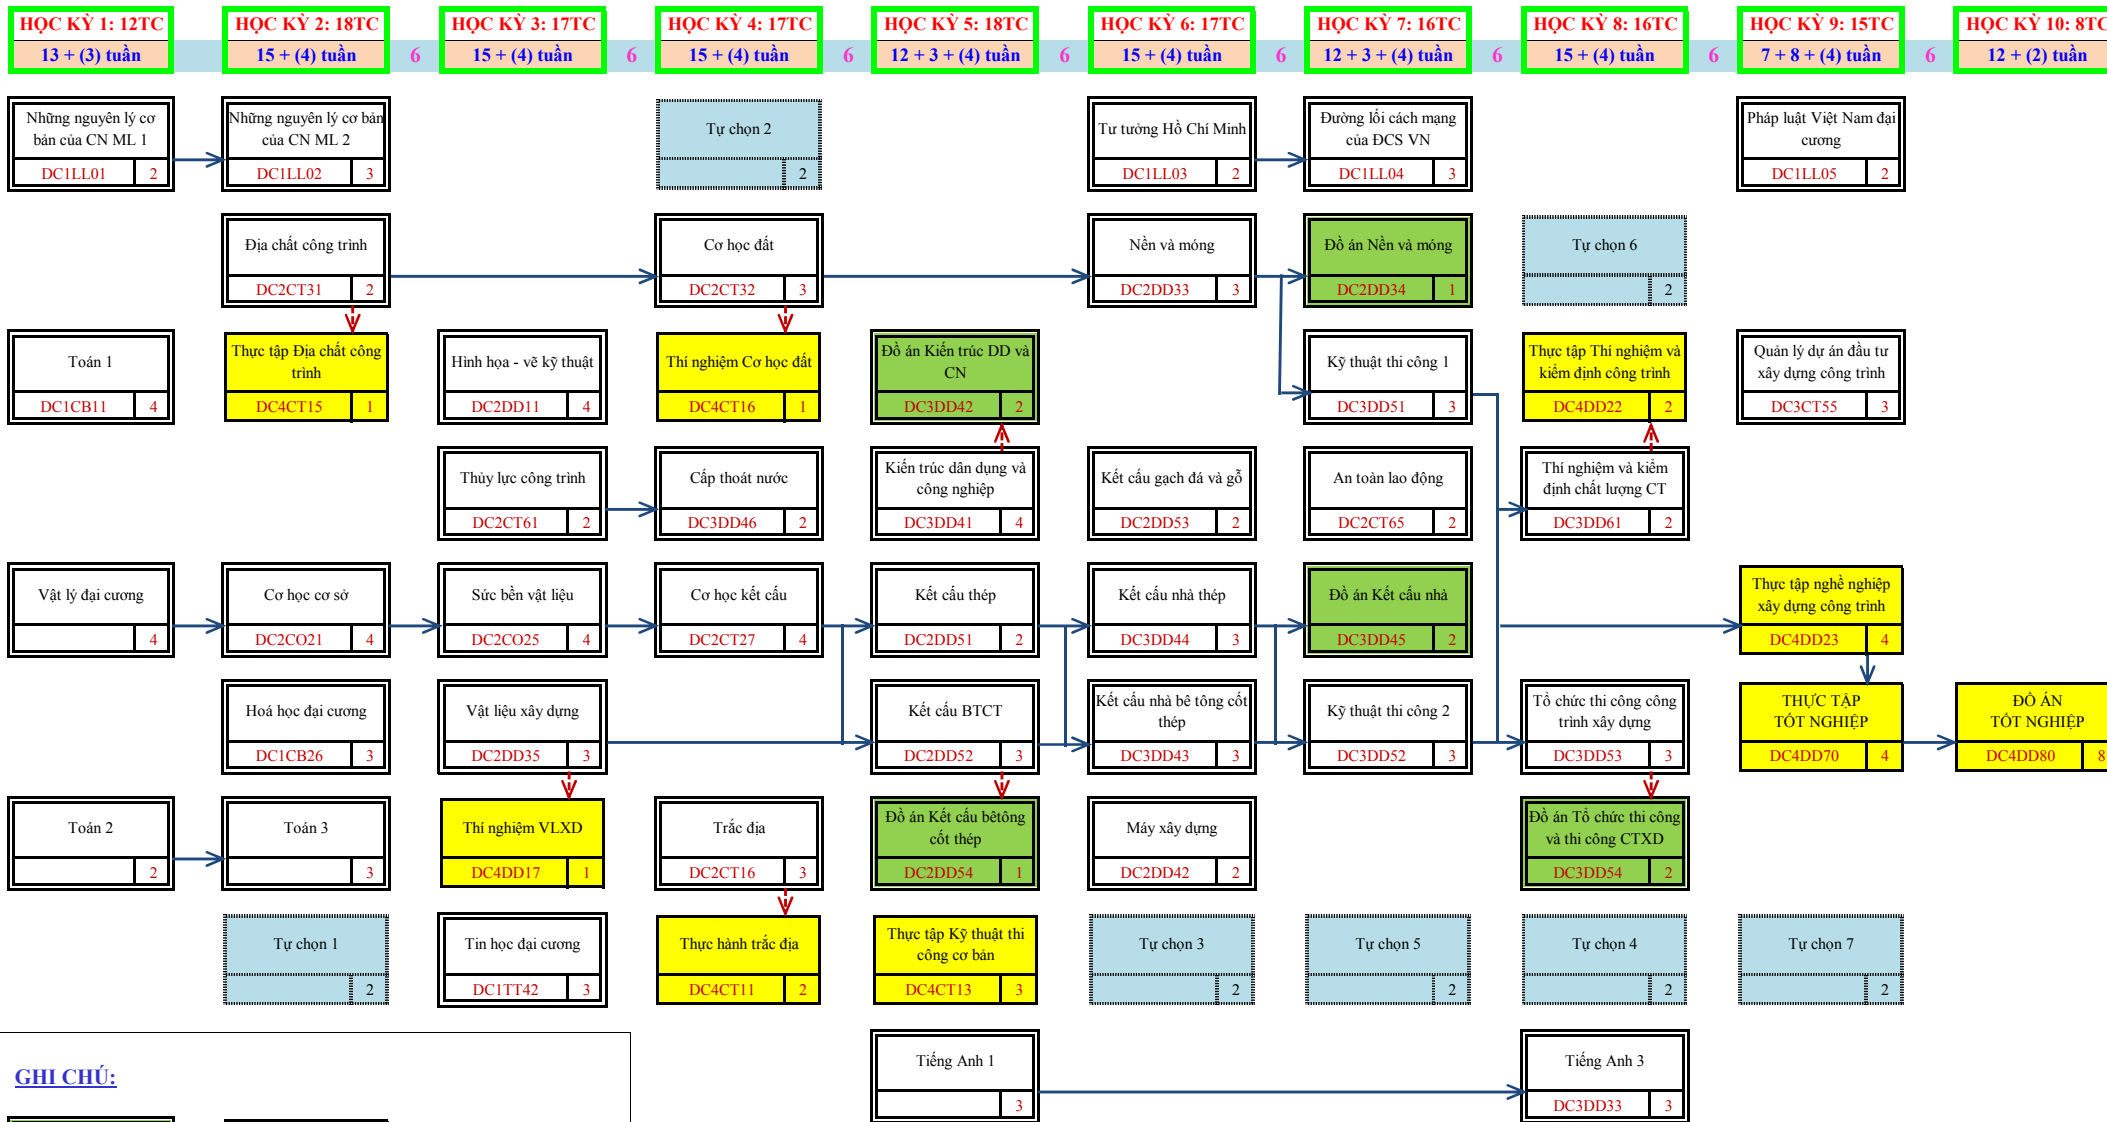 HỌC KỲ 1: 12TC
HỌC KỲ 2: 18TC
HỌC KỲ 3: 17TC
HỌC KỲ 4: 17TC
HỌC KỲ 5: 18TC
HỌC KỲ 6: 17TC
HỌC KỲ 7: 16TC
HỌC KỲ 8: 16TC
HỌC KỲ 9: 15TC
HỌC KỲ 10: 8TC
13 + (3) tuần
15 + (4) tuần
6
15 + (4) tuần
6
15 + (4) tuần
6
12 + 3 + (4) tuần
6
15 + (4) tuần
6
12 + 3 + (4) tuần
6
15 + (4) tuần
6
7 + 8 + (4) tuần
6
12 + (2) tuần
Những nguyên lý cơ
bản của CN ML 1
DC1LL01 2
Những nguyên lý cơ bản
của CN ML 2
DC1LL02 3
Tự chọn 2
2
Tư tưởng Hồ Chí Minh
DC1LL03 2
Đường lối cách mạng
của ĐCS VN
DC1LL04 3
Pháp luật Việt Nam đại
cương
DC1LL05 2
Địa chất công trình
DC2CT31 2
Cơ học đất
DC2CT32 3
Nền và móng
DC2DD33 3
Đồ án Nền và móng
DC2DD34 1
Tự chọn 6
2
Toán 1
DC1CB11 4
Thực tập Địa chất công
trình
DC4CT15 1
Hình họa - vẽ kỹ thuật
DC2DD11 4
Thí nghiệm Cơ học đất
DC4CT16 1
Đồ án Kiến trúc DD và
CN
DC3DD42 2
Kỹ thuật thi công 1
DC3DD51 3
Thực tập Thí nghiệm và
kiểm định công trình
DC4DD22 2
Quản lý dự án đầu tư
xây dựng công trình
DC3CT55 3
Thủy lực công trình
DC2CT61 2
Cấp thoát nước
DC3DD46 2
Kiến trúc dân dụng và
công nghiệp
DC3DD41 4
Kết cấu gạch đá và gỗ
DC2DD53 2
An toàn lao động
DC2CT65 2
Thí nghiệm và kiểm
định chất lượng CT
DC3DD61 2
Vật lý đại cương
4
Cơ học cơ sở
DC2CO21 4
Sức bền vật liệu
DC2CO25 4
Cơ học kết cấu
DC2CT27 4
Kết cấu thép
DC2DD51 2
Kết cấu nhà thép
DC3DD44 3
Đồ án Kết cấu nhà
DC3DD45 2
Thực tập nghề nghiệp
xây dựng công trình
DC4DD23 4
Hoá học đại cương
DC1CB26 3
Vật liệu xây dựng
DC2DD35 3
Kết cấu BTCT
DC2DD52 3
Kết cấu nhà bê tông cốt
thép
DC3DD43 3
Kỹ thuật thi công 2
DC3DD52 3
Tổ chức thi công công
trình xây dựng
DC3DD53 3
THỰC TẬP
TỐT NGHIỆP
DC4DD70 4
ĐỒ ÁN
TỐT NGHIỆP
DC4DD80 8
Toán 2
2
Toán 3
3
Thí nghiệm VLXD
DC4DD17 1
Trắc địa
DC2CT16 3
Đồ án Kết cấu bêtông
cốt thép
DC2DD54 1
Máy xây dựng
DC2DD42 2
Đồ án Tổ chức thi công
và thi công CTXD
DC3DD54 2
Tự chọn 1
2
Tin học đại cương
DC1TT42 3
Thực hành trắc địa
DC4CT11 2
Thực tập Kỹ thuật thi
công cơ bản
DC4CT13 3
Tự chọn 3
2
Tự chọn 5
2
Tự chọn 4
2
Tự chọn 7
2
Tiếng Anh 1
3
Tiếng Anh 3
DC3DD33 3
GHI CHÚ: